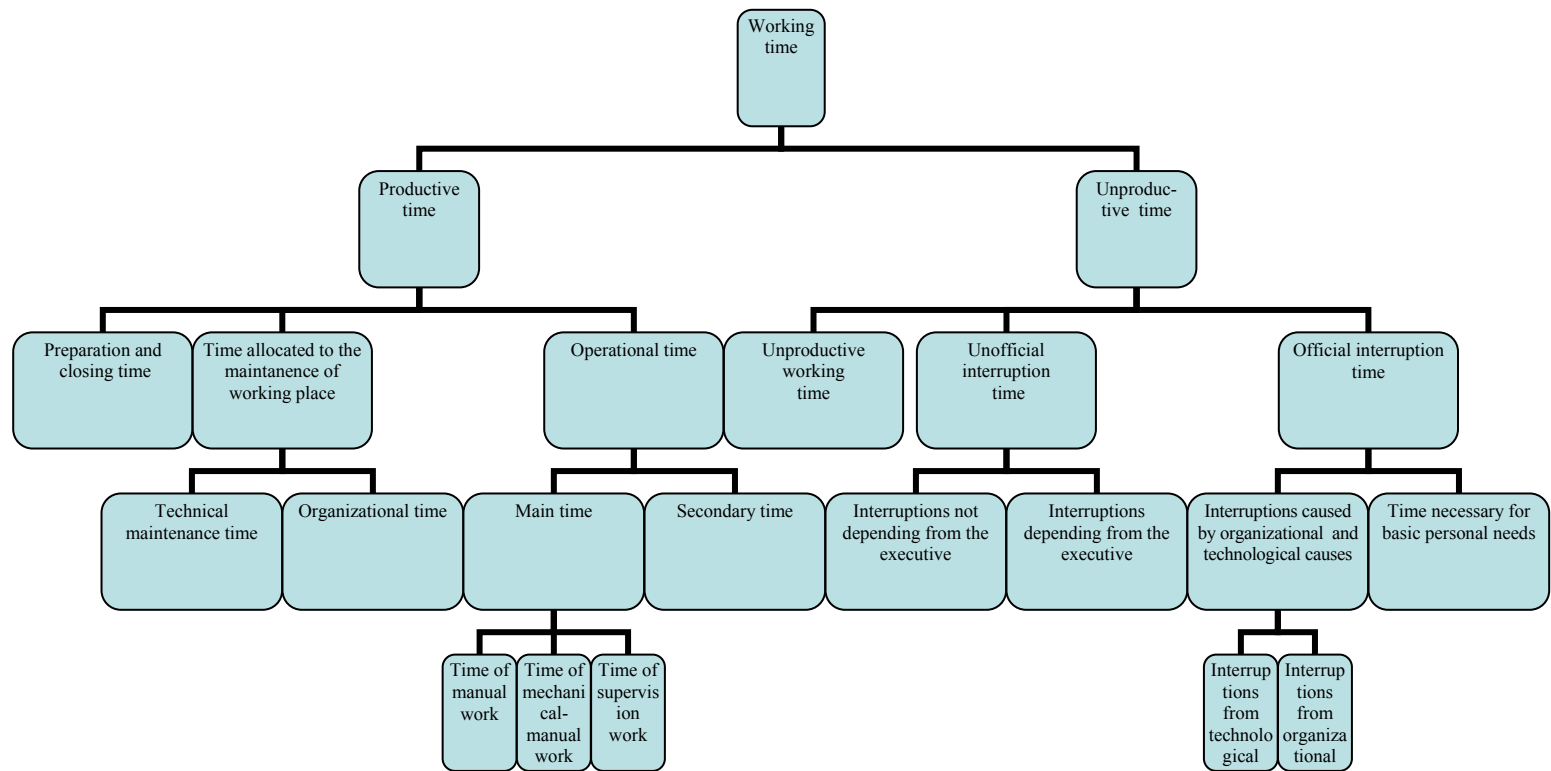 Working
time
Productive
time
Unproduc-
tive time
Preparation and
closing time
Time allocated to the
maintanence of
working place
Operational time
Unproductive
working
time
Unofficial
interruption
time
Official interruption
time
Technical
maintenance time
Organizational time
Main time
Secondary time
Interruptions not
depending from the
executive
Interruptions
depending from the
executive
Interruptions caused
by organizational and
technological causes
Time necessary for
basic personal needs
Time of
manual
work
Time of
mechani
cal-
manual
work
Time of
supervis
ion
work
Interrup
tions
from
technolo
gical
Interrup
tions
from
organiza
tional